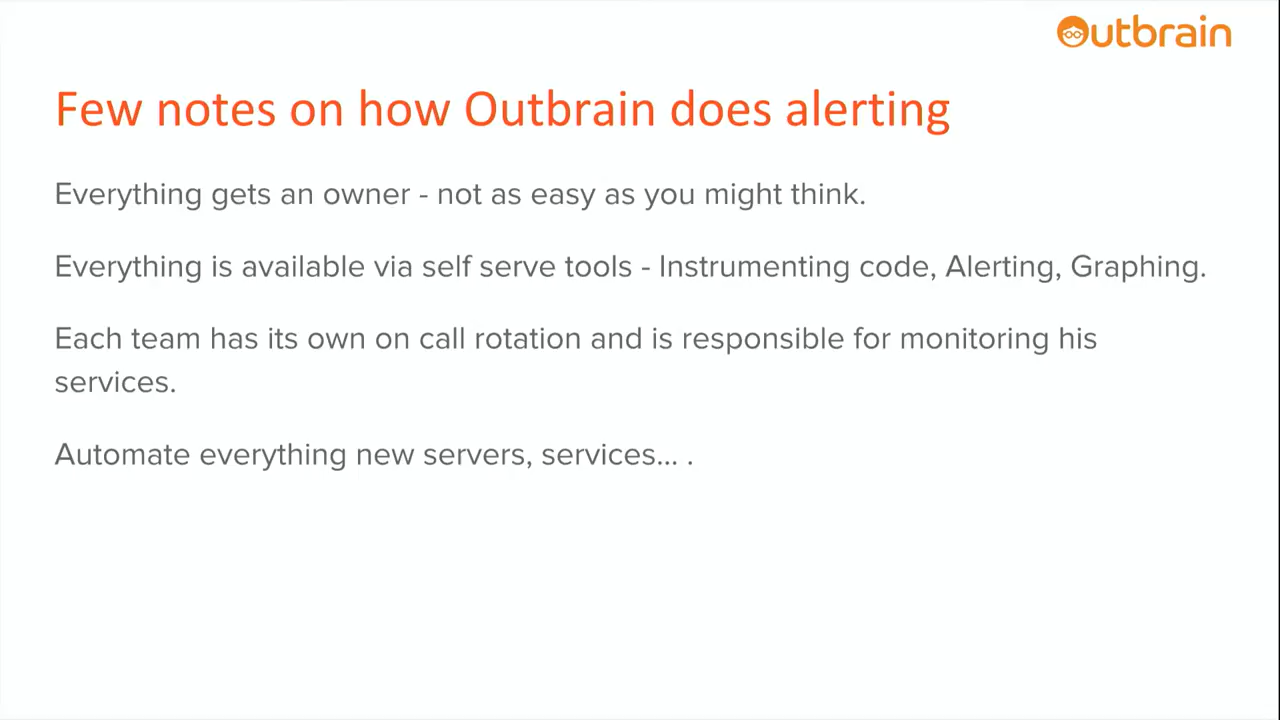 Outbrain
Few notes on how Outbrain does alerting
Everything gets an owner - not as easy as you might think.
Everything is available via self serve tools - Instrumenting code, Alerting, Graphing.
Each team has its own on call rotation and is responsible for monitoring his
services.
Automate everything new servers, services... .